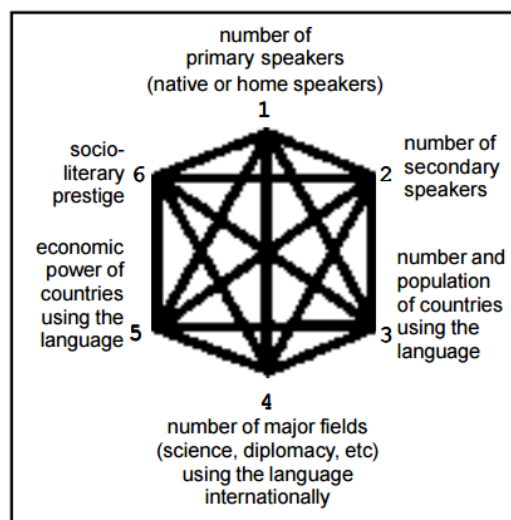 number of
primary speakers
(native or home speakers)
1
socio-
literary
prestige
6
2
number of
secondary
speakers
economic
power of
countries
using the
language
5
3
number and
population
of countries
using the
language
4
number of major fields
(science, diplomacy, etc)
using the language
internationally